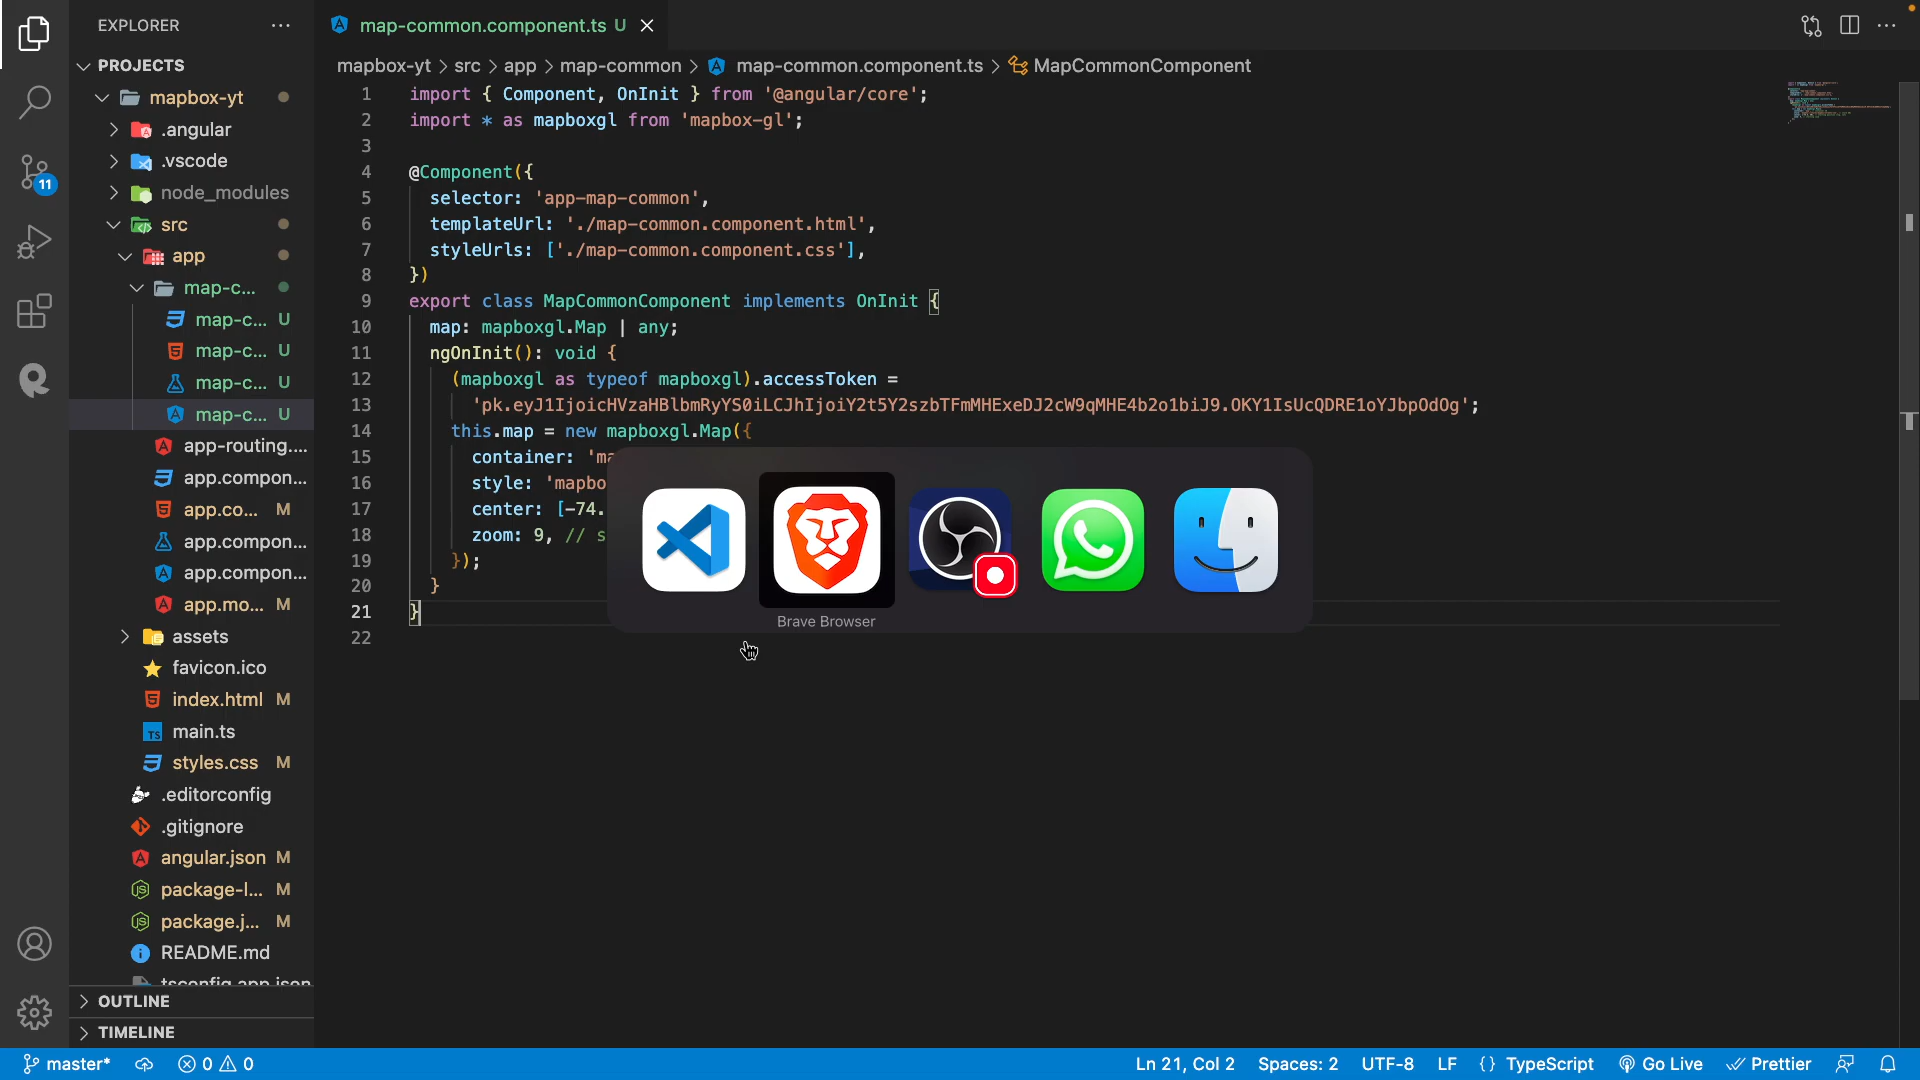 EXPLORER
PROJECTS
mapbox-yt
.angular
.vscode
node_modules
src
app
map-c... U
map-c... U
map-c... U
map-c... U
map-c...
app-routing....
app.compon...
app.co... M
app.compon...
app.compon...
app.mo... M
assets
favicon.ico
index.html M
TS main.ts
styles.css M
.editorconfig
.gitignore
angular.json M
package-l... M
package.j... M
README.md
tsconfig.app.json
OUTLINE
TIMELINE
11
map-common.component.ts U
mapbox-yt > src > app > map-common > map-common.component.ts > MapCommonComponent
1 import { Component, OnInit } from '@angular/core';
2 import * as mapboxgl from 'mapbox-gl';
3
4 @Component({
5 selector: 'app-map-common',
6 templateUrl: './map-common.component.html',
7 styleUrls: ['./map-common.component.css'],
8 })
9 export class MapCommonComponent implements OnInit {
10 map: mapboxgl.Map | any;
11 ngOnInit(): void {
12 (mapboxgl as typeof mapboxgl).accessToken =
13 'pk.eyJ1IjoicHVzaHBlbmRyYS0iLCJhIjoiY2t5Y2szbTFmMHExeDJ2cW9qMHE4b2o1biJ9.OKY1IsUcQDRE1oYJbpOdOg';
14 this.map = new mapboxgl.Map({
15 container: 'ma
16 style: 'mapbo
17 center: [-74.
18 zoom: 9, // s
19 });
20 }
21 }
22
Brave Browser
master* 0 0 Ln 21, Col 2 Spaces: 2 UTF-8 LF {} TypeScript Go Live Prettier